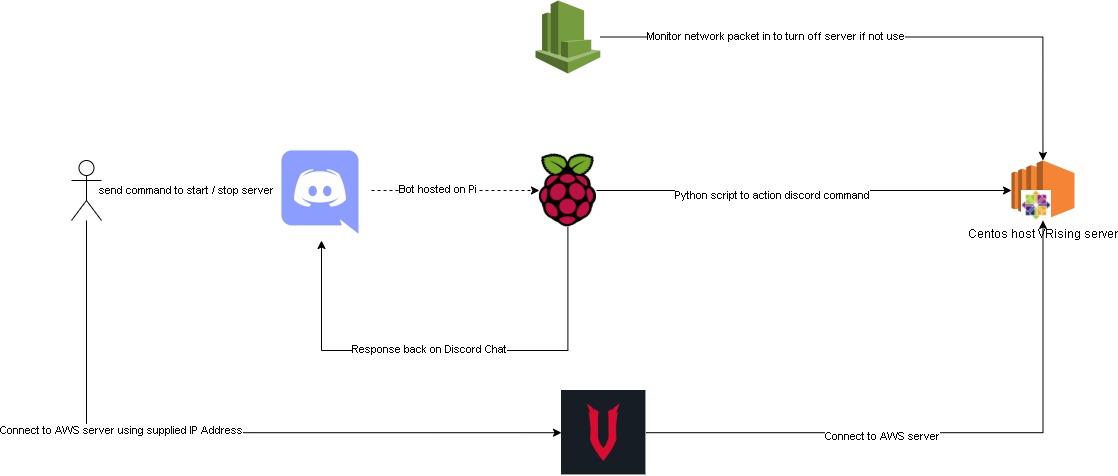 Monitor network packet in to turn off server if not use
send command to start / stop server
Bot hosted on Pi
Python script to action discord command
Centos host VRising server
Response back on Discord Chat
Connect to AWS server using supplied IP Address
Connect to AWS server